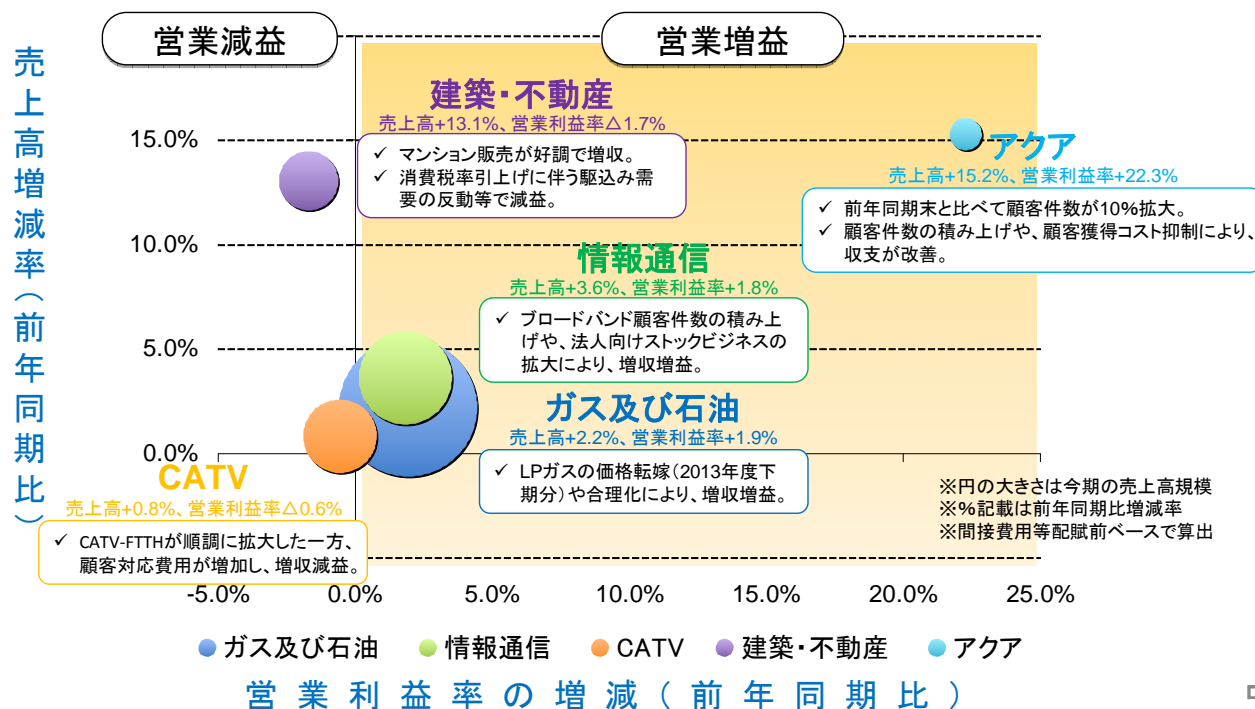 営業減益
営業増益
売上高増減率(前年同期比)
15.0%
10.0%
5.0%
0.0%
建築・不動産
売上高+13.1%、営業利益率△1.7%
✓ マンション販売が好調で増収。
✓ 消費税率引上げに伴う駆込み需
要の反動等で減益。
アクア
売上高+15.2%、営業利益率+22.3%
✓ 前年同期末と比べて顧客件数が10%拡大。
✓ 顧客件数の積み上げや、顧客獲得コスト抑制により、
収支が改善。
情報通信
売上高+3.6%、営業利益率+1.8%
✓ ブロードバンド顧客件数の積み上
げや、法人向けストックビジネスの
拡大により、増収増益。
ガス及び石油
売上高+2.2%、営業利益率+1.9%
✓ LPガスの価格転嫁(2013年度下
期分)や合理化により、増収増益。
CATV
売上高+0.8%、営業利益率△0.6%
✓ CATV-FTTHが順調に拡大した一方、
顧客対応費用が増加し、増収減益。
※円の大きさは今期の売上高規模
※%記載は前年同期比増減率
※間接費用等配賦前ベースで算出
-5.0% 0.0% 5.0% 10.0% 15.0% 20.0% 25.0%
ガス及び石油 情報通信 CATV 建築・不動産 アクア
営業利益率の増減(前年同期比)